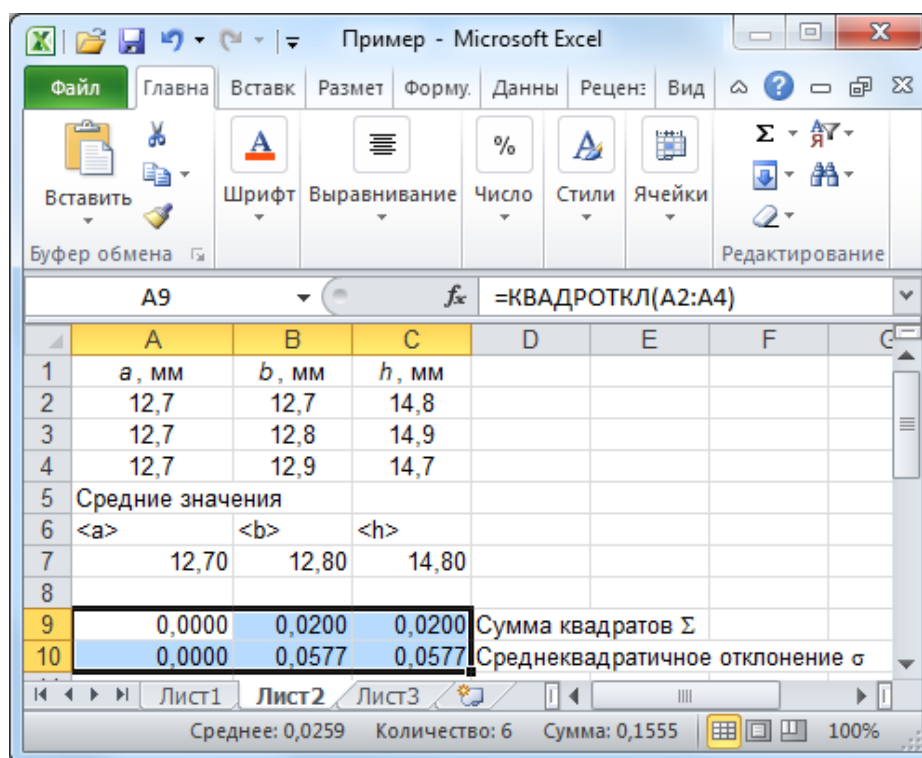 Пример - Microsoft Excel
Файл Главна Вставк Размет Форму. Данны Реценз Вид
Вставить Шрифт Выравнивание Число Стили Ячейки
% Σ
Буфер обмена Редактирование
A9 fx =КВАДРОТКЛ(A2:A4)
A B C D E F G
1 a, мм b, мм h, мм
2 12,7 12,7 14,8
3 12,7 12,8 14,9
4 12,7 12,9 14,7
5 Средние значения
6 <a> <b> <h>
7 12,70 12,80 14,80
8
9 0,0000 0,0200 0,0200 Сумма квадратов Σ
10 0,0000 0,0577 0,0577 Среднеквадратичное отклонение σ
Лист1 Лист2 Лист3
Среднее: 0,0259 Количество: 6 Сумма: 0,1555 100%